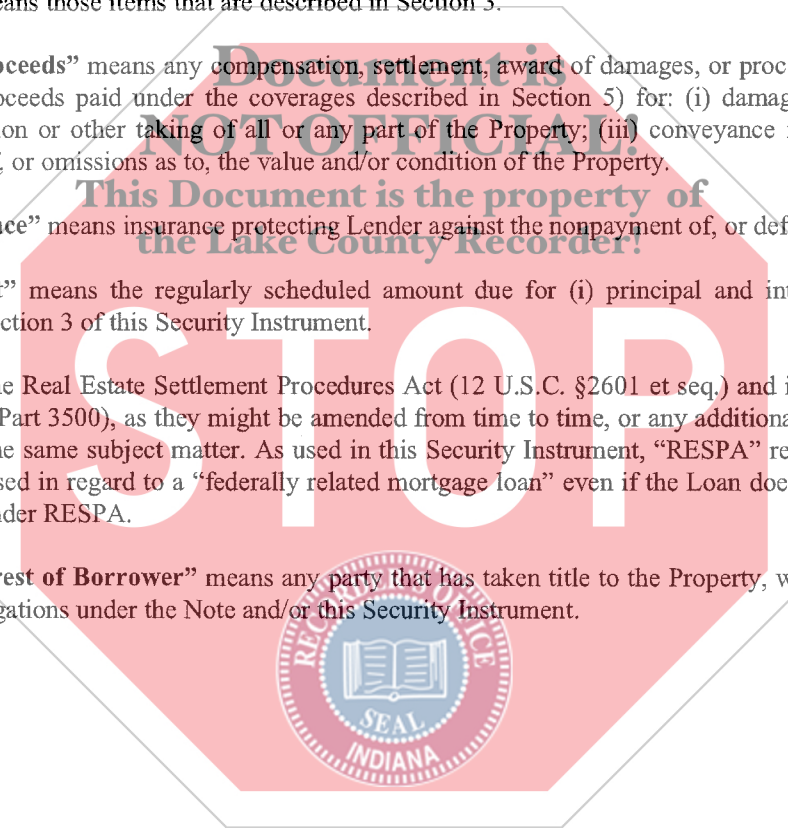 eans those items that are described in Section 3.
Document is
oceeds” means any compensation, settlement, award of damages, or proc
oceeds paid under the coverages described in Section 5) for: (i) damag
NOT OFFICIAL!
ion or other taking of all or any part of the Property; (iii) conveyance
, or omissions as to, the value and/or condition of the Property.
This Document is the property of
nce” means insurance protecting Lender against the nonpayment of, or def
the Lake County Recorder!
t” means the regularly scheduled amount due for (i) principal and int
ction 3 of this Security Instrument.
STOP
he Real Estate Settlement Procedures Act (12 U.S.C. §2601 et seq.) and i
Part 3500), as they might be amended from time to time, or any additiona
he same subject matter. As used in this Security Instrument, “RESPA” re
sed in regard to a “federally related mortgage loan” even if the Loan doe
nder RESPA.
rest of Borrower” means any party that has taken title to the Property, w
gations under the Note and/or this Security Instrument.
RECORDER'S OFFICE
SEAL
INDIANA